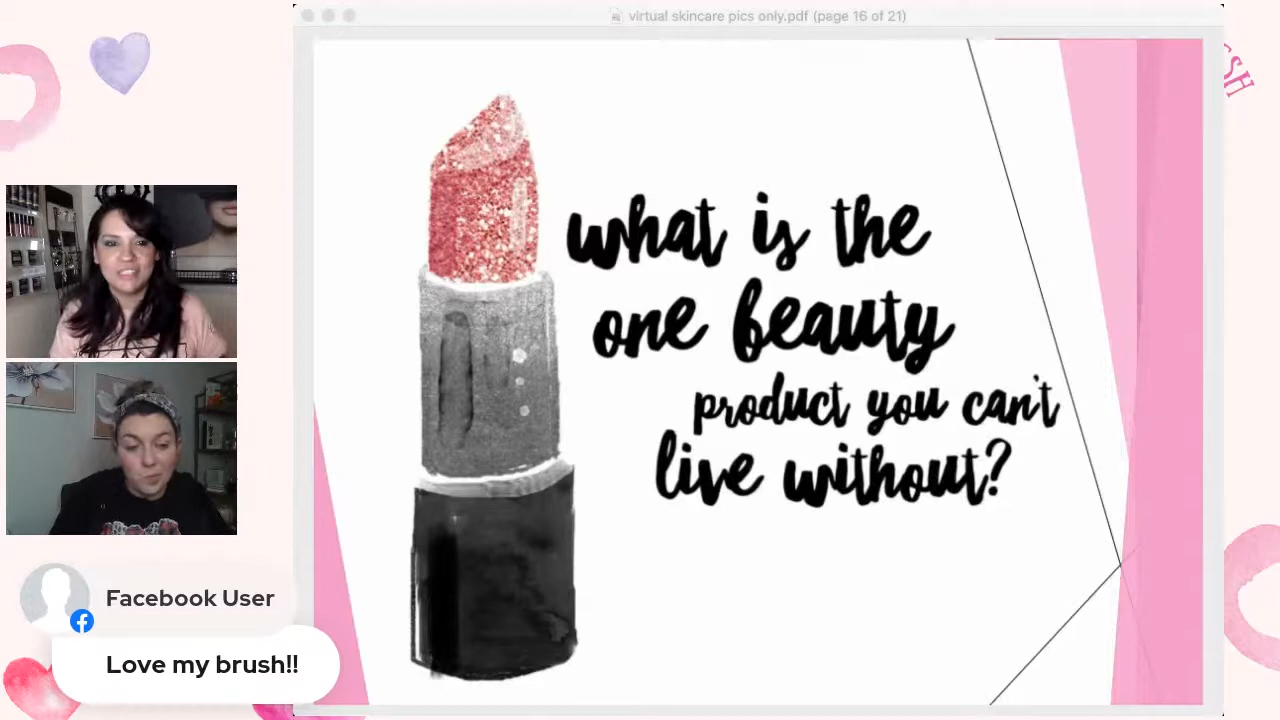 virtual skincare pics only.pdf (page 16 of 21)
what is the
one beauty
product you can't
live without?
Facebook User
Love my brush!!